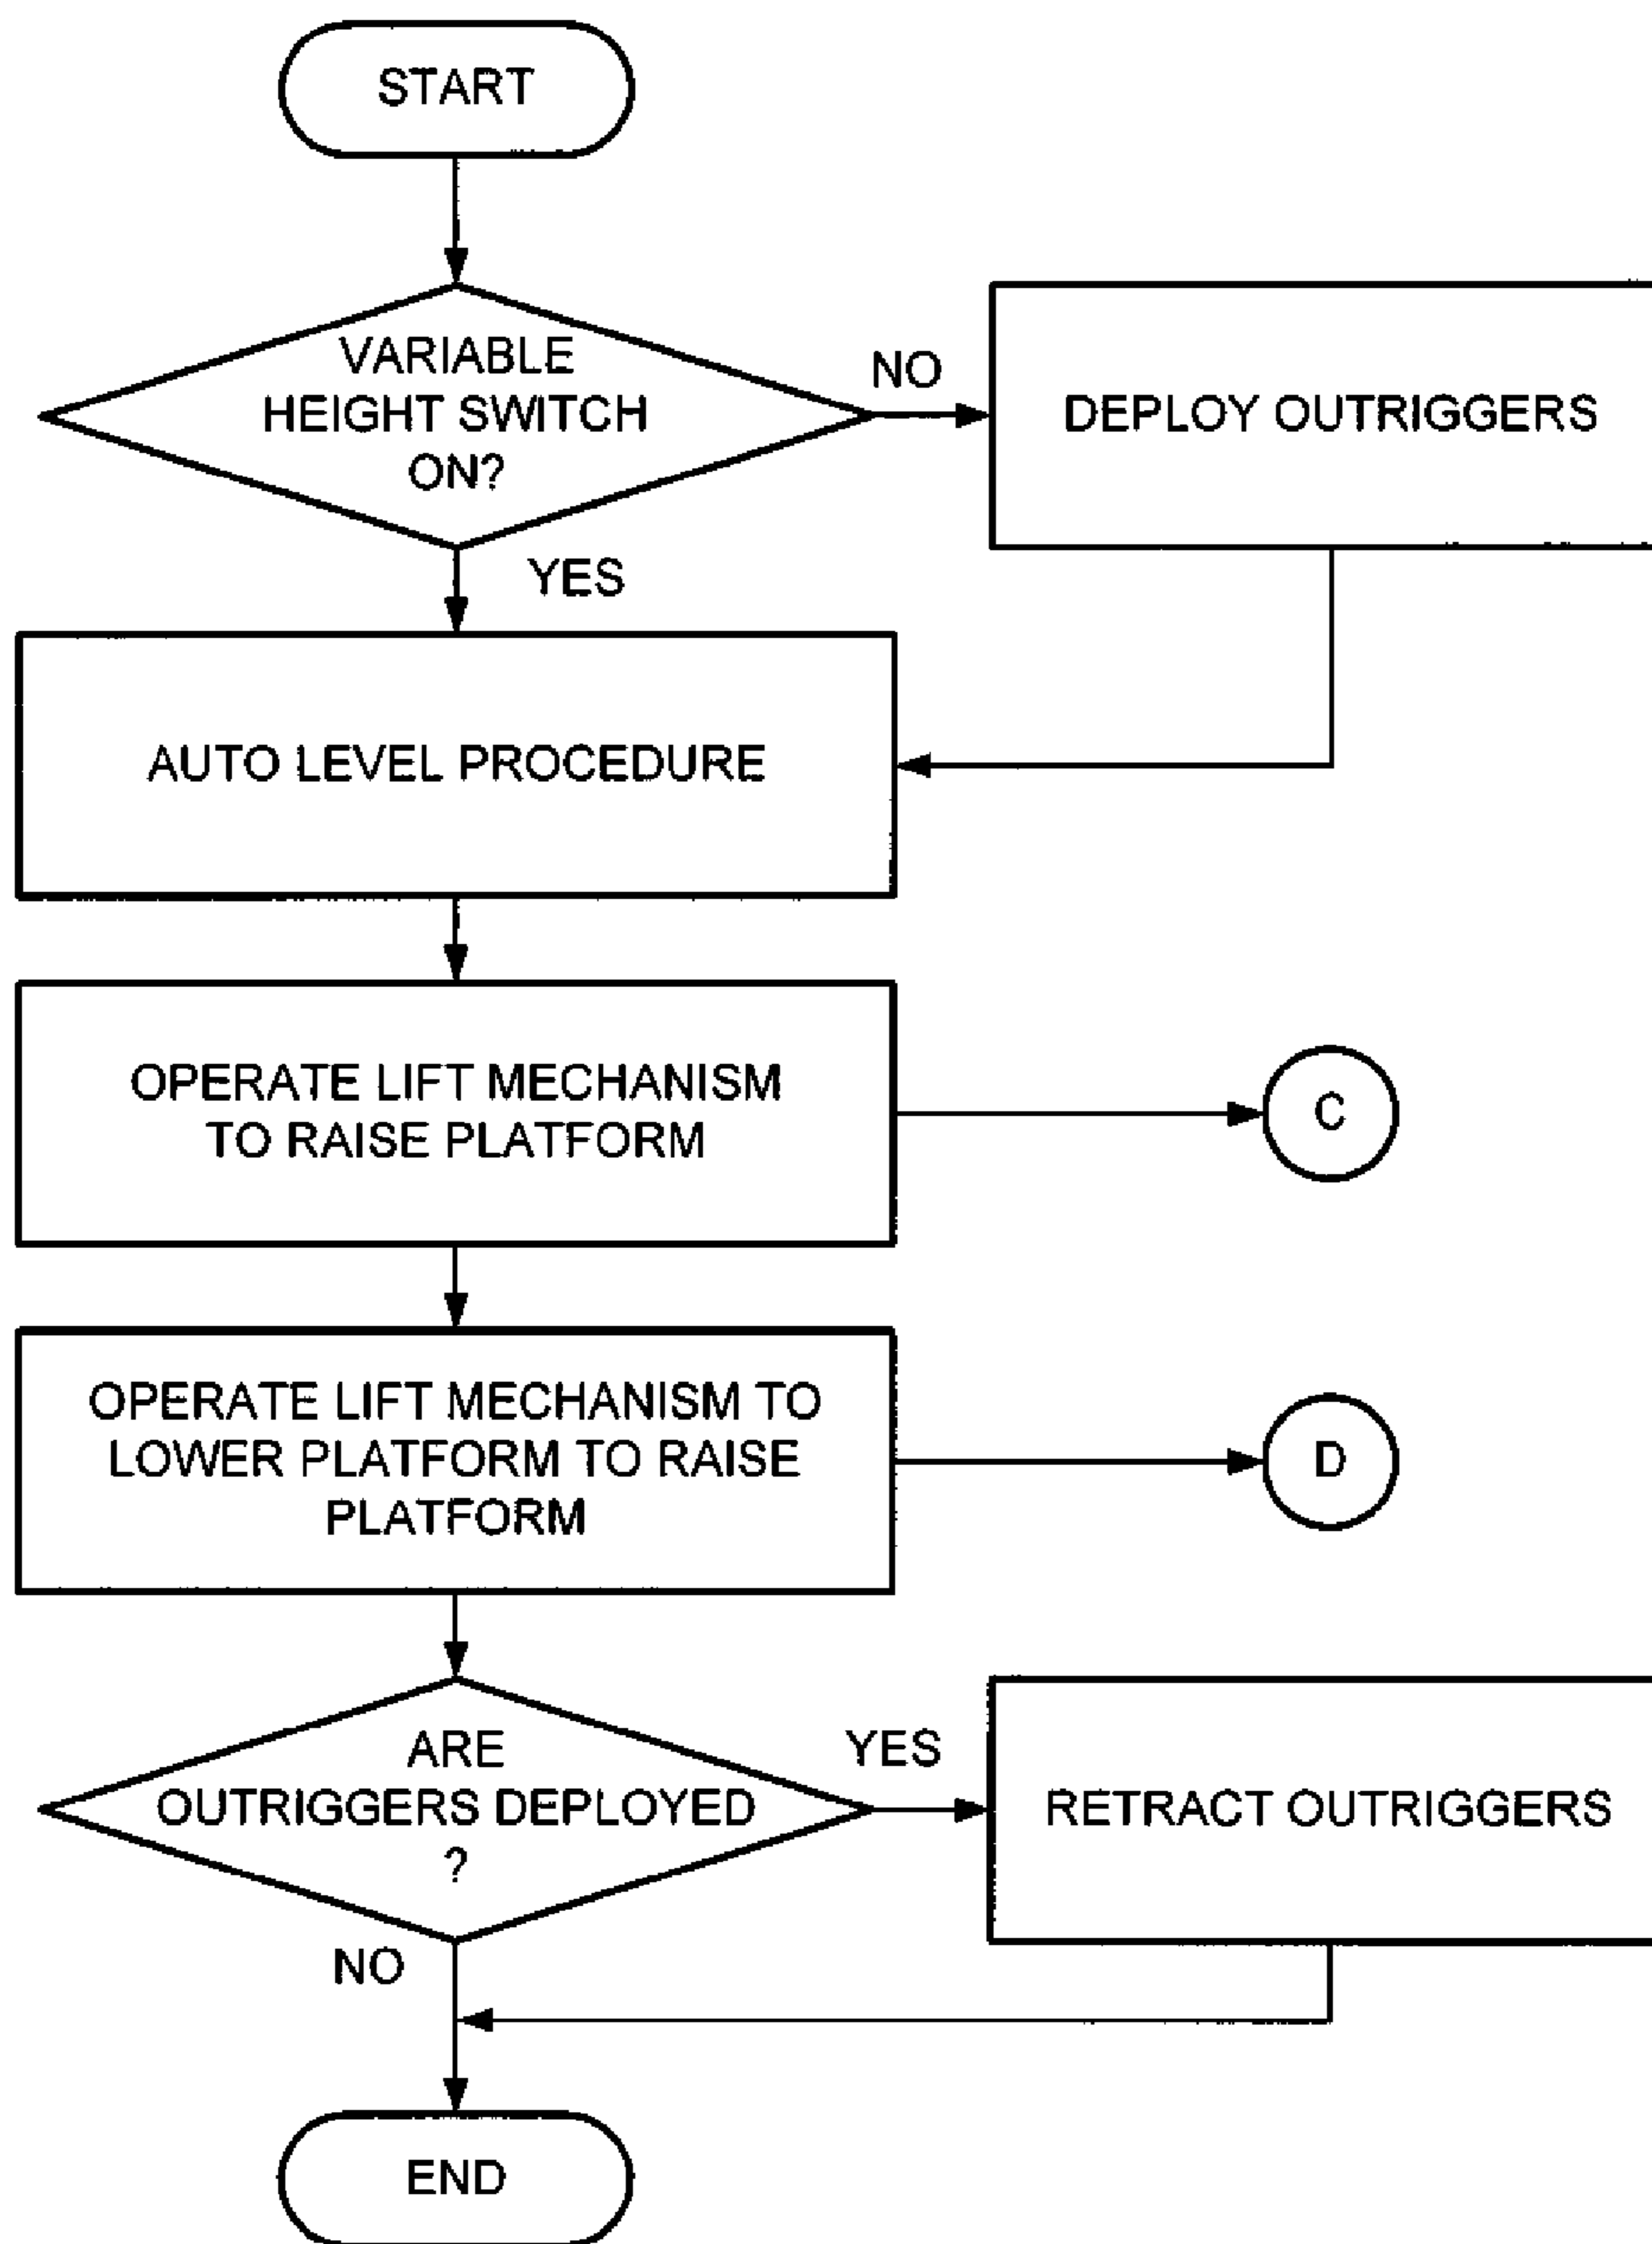 START
VARIABLE
HEIGHT SWITCH
ON?
NO
DEPLOY OUTRIGGERS
YES
AUTO LEVEL PROCEDURE
OPERATE LIFT MECHANISM
TO RAISE PLATFORM
C
OPERATE LIFT MECHANISM TO
LOWER PLATFORM TO RAISE
PLATFORM
D
ARE
OUTRIGGERS DEPLOYED
?
YES
RETRACT OUTRIGGERS
NO
END